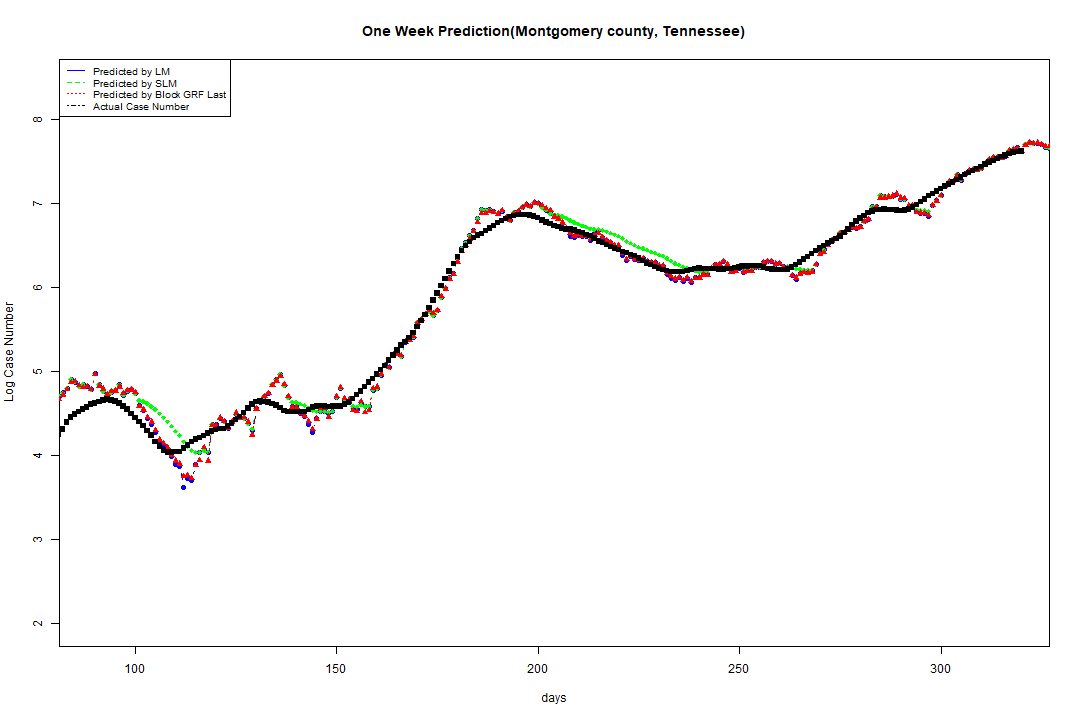 One Week Prediction(Montgomery county, Tennessee)
Predicted by LM
Predicted by SLM
Predicted by Block GRF Last
Actual Case Number
8
7
6
5
4
3
2
Log Case Number
100 150 200 250 300
days